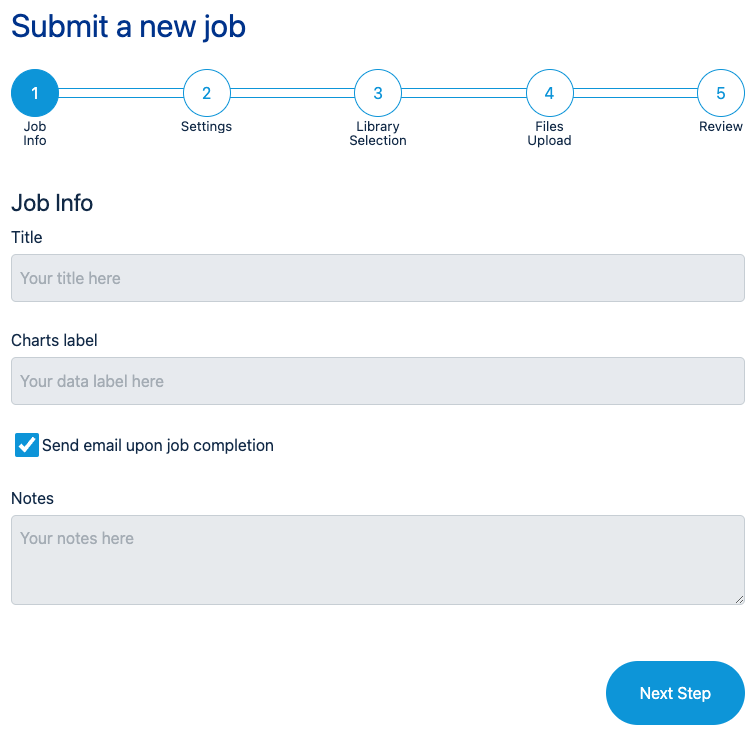 Submit a new job
1
2
3
4
5
Job
Info
Settings
Library
Selection
Files
Upload
Review
Job Info
Title
Your title here
Charts label
Your data label here
Send email upon job completion
Notes
Your notes here
Next Step